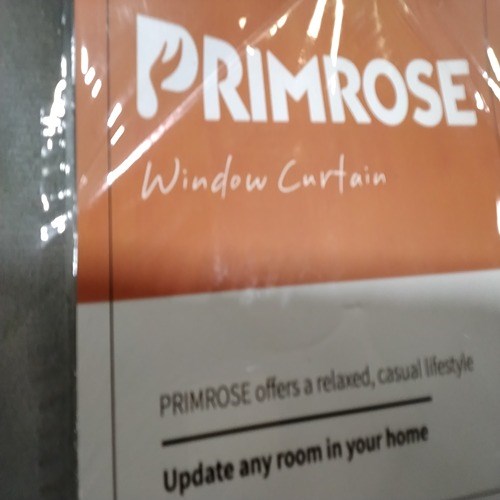 PRIMROSE
Window Curtain
PRIMROSE offers a relaxed, casual lifestyle
Update any room in your home